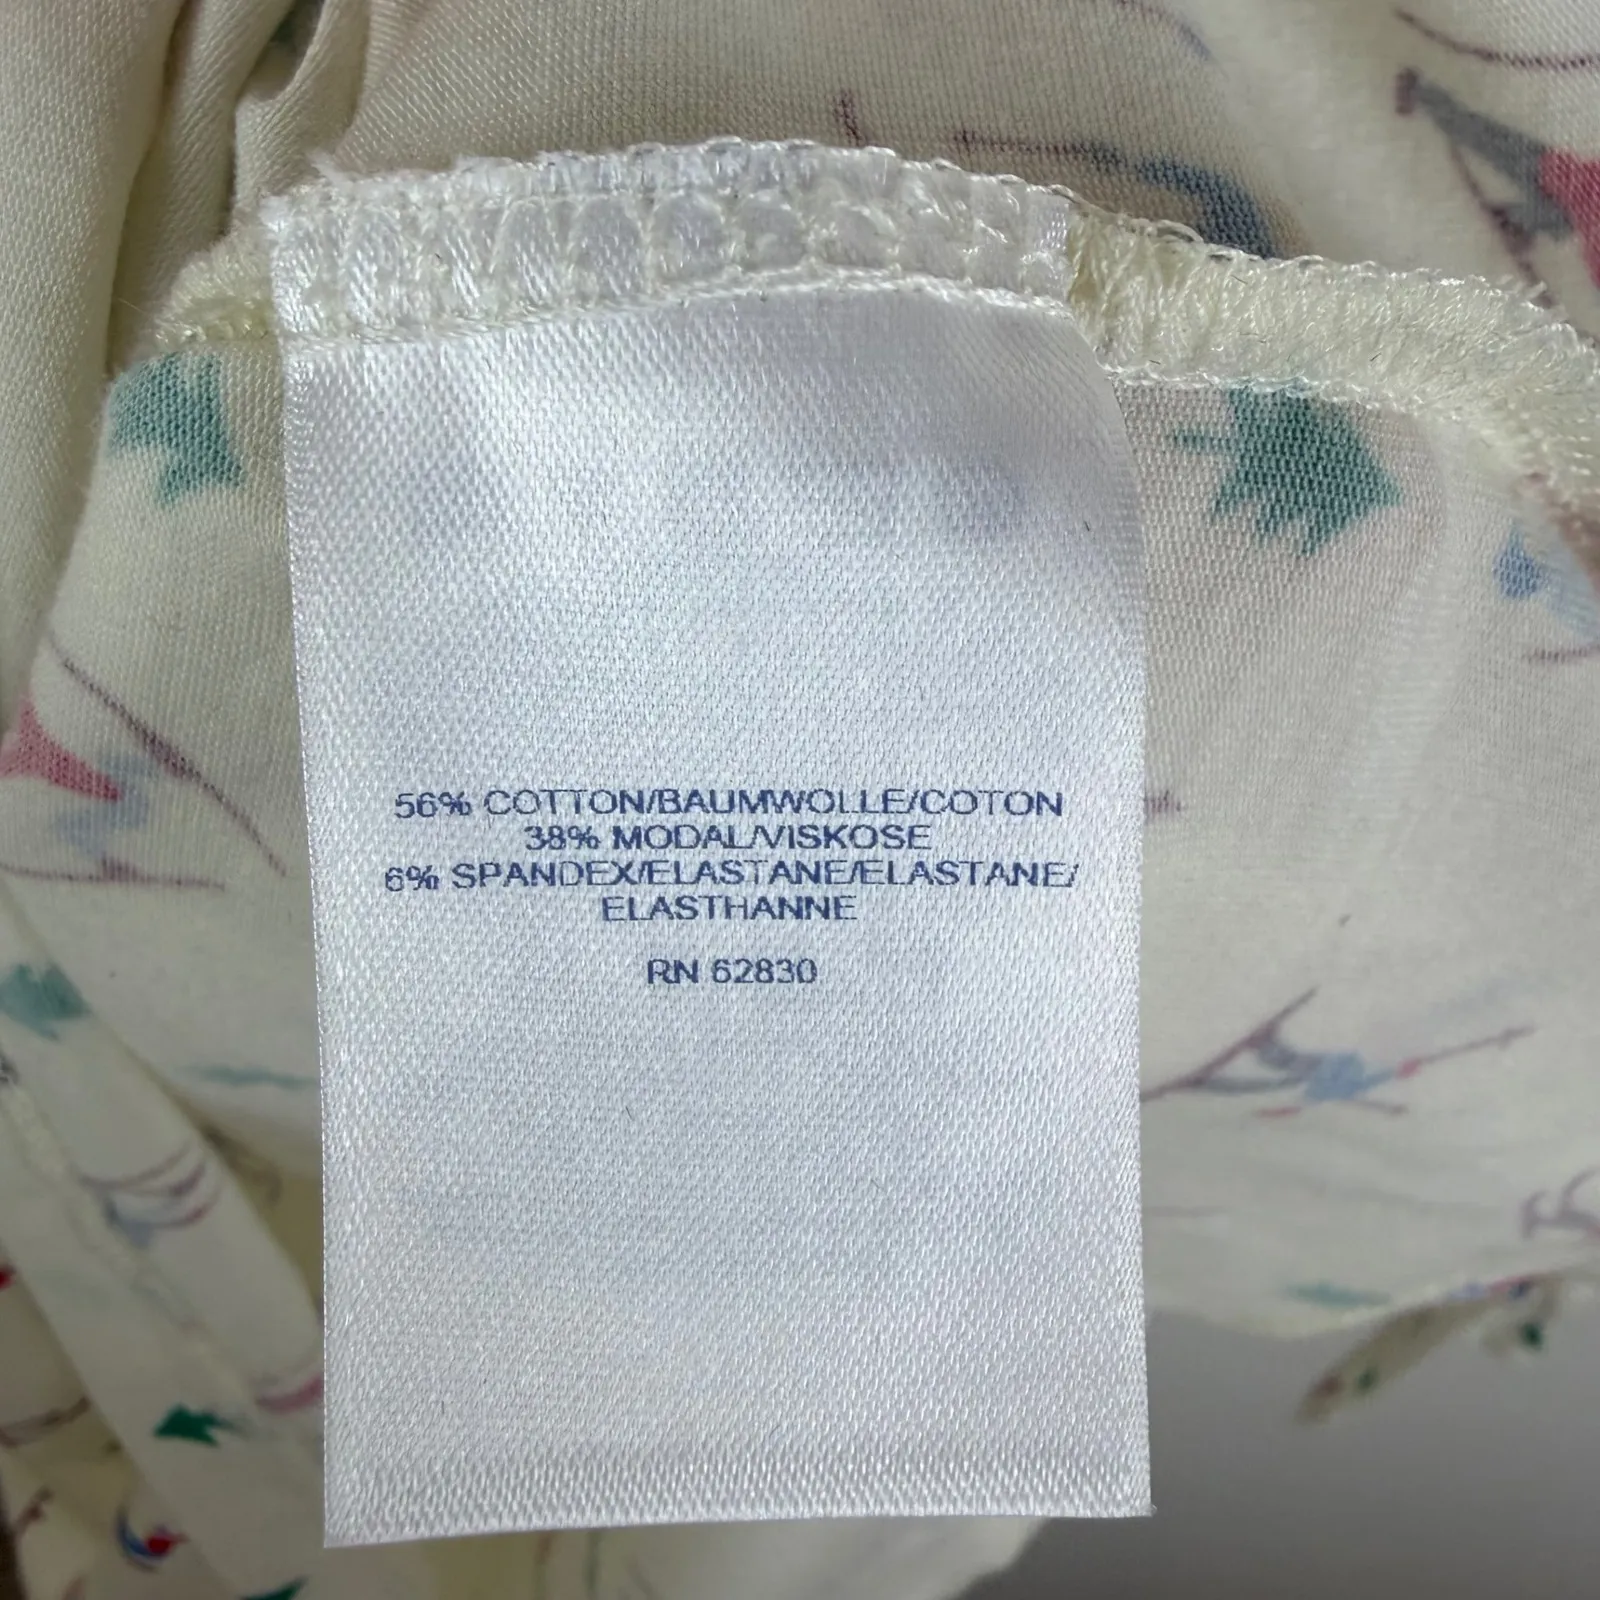 56% COTTON/BAUMWOLLE/COTON
38% MODAL/VISKOSE
6% SPANDEX/ELASTANE/ELASTANE/
ELASTHANNE
RN 62830